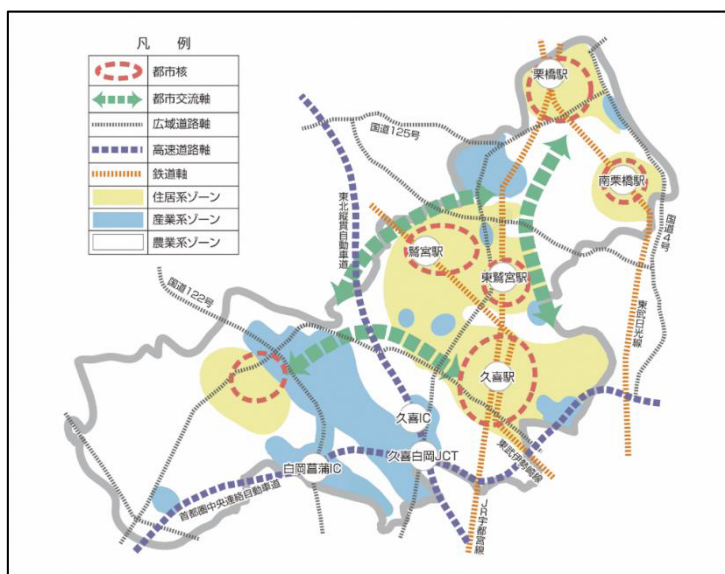 凡 例
都市核
都市交流軸
広域道路軸
高速道路軸
鉄道軸
住居系ゾーン
産業系ゾーン
農業系ゾーン
栗橋駅
国道125号
南栗橋駅
東北縦貫自動車道
国道4号
鷲宮駅
東鷲宮駅
東武日光線
国道122号
久喜駅
久喜IC
久喜白岡JCT
白岡菖蒲IC
東武伊勢崎線
首都圏中央連絡自動車道
JR宇都宮線